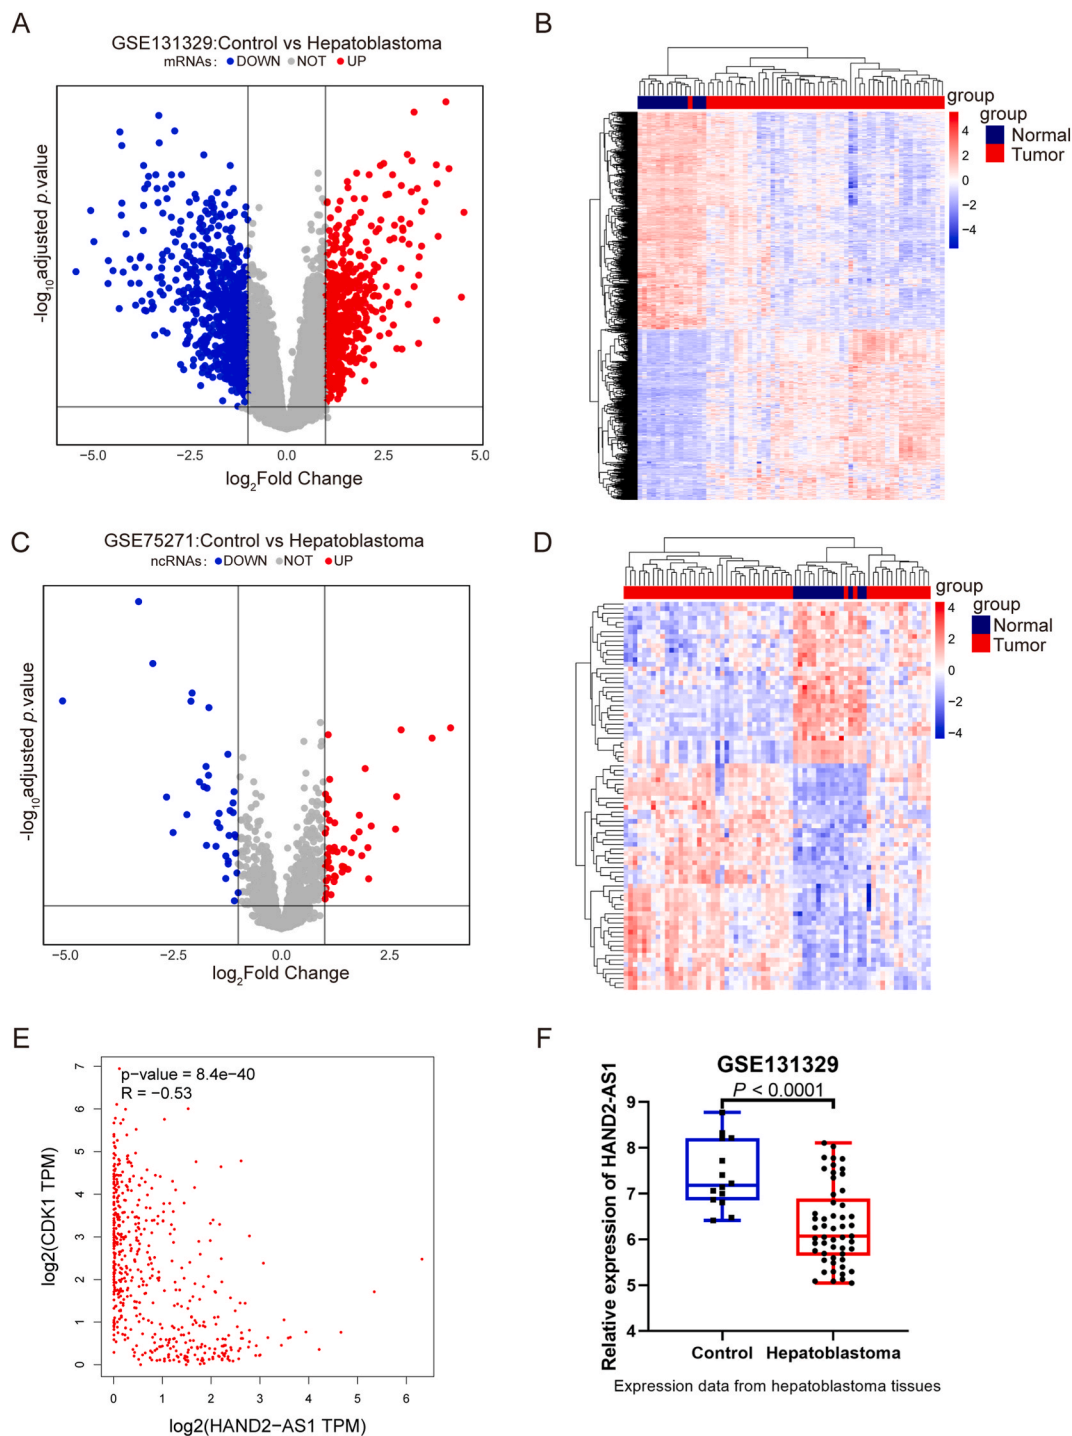 A
GSE131329:Control vs Hepatoblastoma
mRNAs: DOWN NOT UP
-log10adjusted p.value
−5.0 −2.5 0.0 2.5 5.0
log2Fold Change
B
group
4
2
0
−2
−4
group
Normal
Tumor
C
GSE75271:Control vs Hepatoblastoma
ncRNAs: DOWN NOT UP
-log10adjusted p.value
−5.0 −2.5 0.0 2.5
log2Fold Change
D
group
4
2
0
−2
−4
group
Normal
Tumor
E
p-value = 8.4e-40
R = −0.53
log2(CDK1 TPM)
7
6
5
4
3
2
1
0
0 1 2 3 4 5 6
log2(HAND2−AS1 TPM)
F
GSE131329
P < 0.0001
Relative expression of HAND2-AS1
9
8
7
6
5
4
Control Hepatoblastoma
Expression data from hepatoblastoma tissues